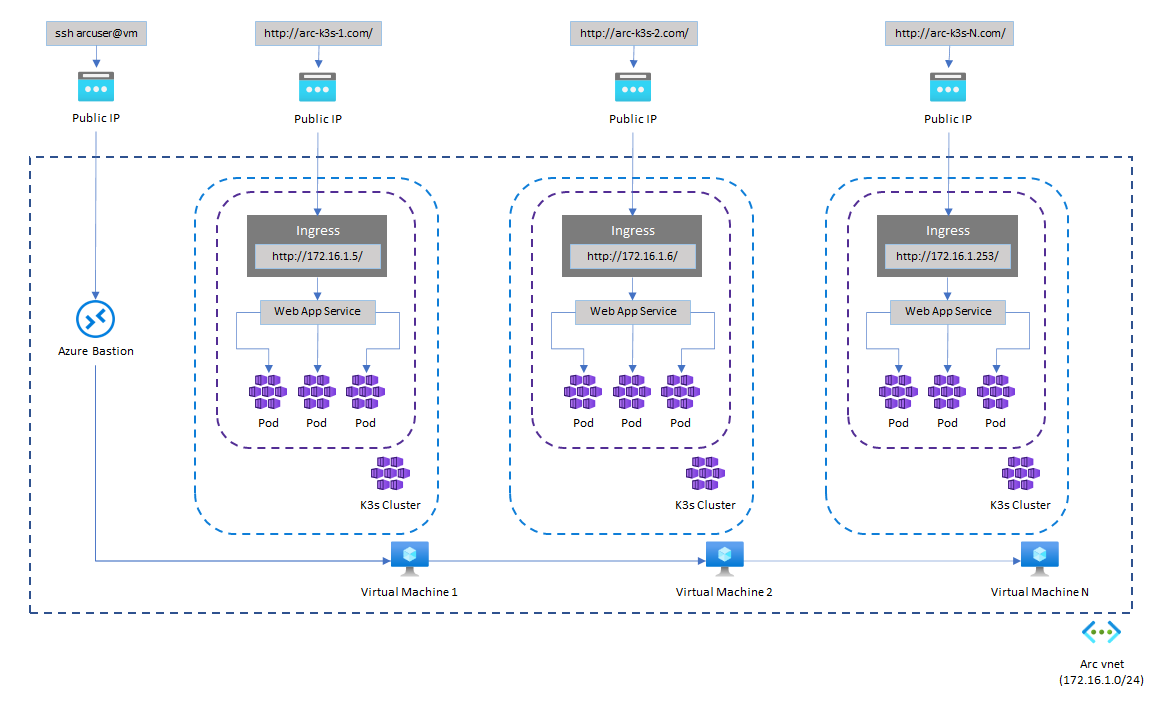 ssh arcuser@vm
http://arc-k3s-1.com/
http://arc-k3s-2.com/
http://arc-k3s-N.com/
Public IP
Public IP
Public IP
Public IP
Ingress
http://172.16.1.5/
Web App Service
Pod
Pod
Pod
K3s Cluster
Ingress
http://172.16.1.6/
Web App Service
Pod
Pod
Pod
K3s Cluster
Ingress
http://172.16.1.253/
Web App Service
Pod
Pod
Pod
K3s Cluster
Azure Bastion
Virtual Machine 1
Virtual Machine 2
Virtual Machine N
Arc vnet
(172.16.1.0/24)